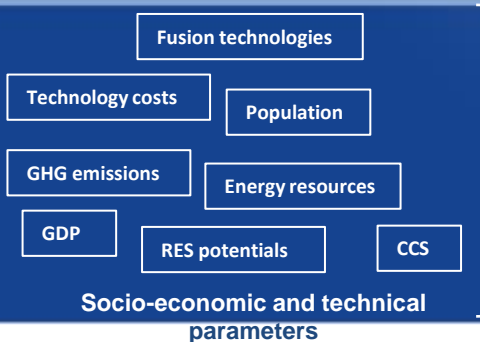 Fusion technologies
Technology costs
Population
GHG emissions
Energy resources
GDP
RES potentials
CCS
Socio-economic and technical
parameters